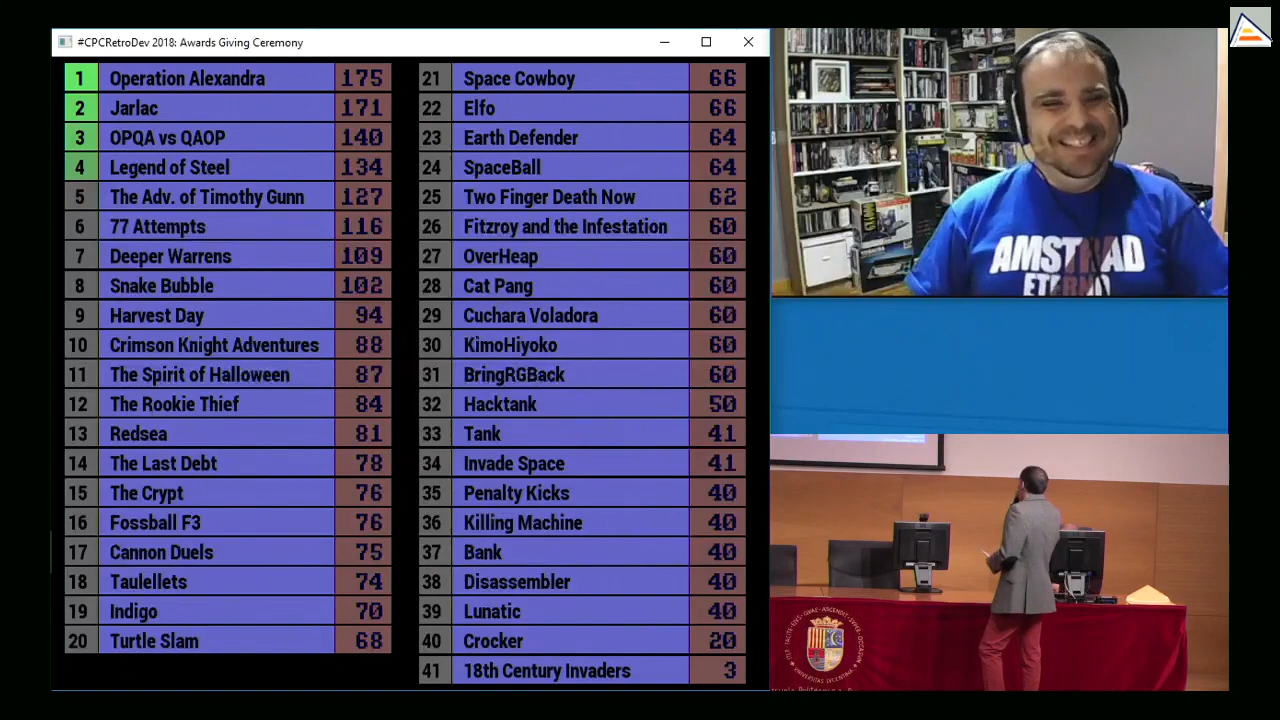 #CPCRetroDev 2018: Awards Giving Ceremony
1 Operation Alexandra 175
2 Jarlac 171
3 OPQA vs QAOP 140
4 Legend of Steel 134
5 The Adv. of Timothy Gunn 127
6 77 Attempts 116
7 Deeper Warrens 109
8 Snake Bubble 102
9 Harvest Day 94
10 Crimson Knight Adventures 88
11 The Spirit of Halloween 87
12 The Rookie Thief 84
13 Redsea 81
14 The Last Debt 78
15 The Crypt 76
16 Fossball F3 76
17 Cannon Duels 75
18 Taulellets 74
19 Indigo 70
20 Turtle Slam 68
21 Space Cowboy 66
22 Elfo 66
23 Earth Defender 64
24 SpaceBall 64
25 Two Finger Death Now 62
26 Fitzroy and the Infestation 60
27 OverHeap 60
28 Cat Pang 60
29 Cuchara Voladora 60
30 KimoHiyoko 60
31 BringRGBack 60
32 Hacktank 50
33 Tank 41
34 Invade Space 41
35 Penalty Kicks 40
36 Killing Machine 40
37 Bank 40
38 Disassembler 40
39 Lunatic 40
40 Crocker 20
41 18th Century Invaders 3
AMSTRAD
ETERNO